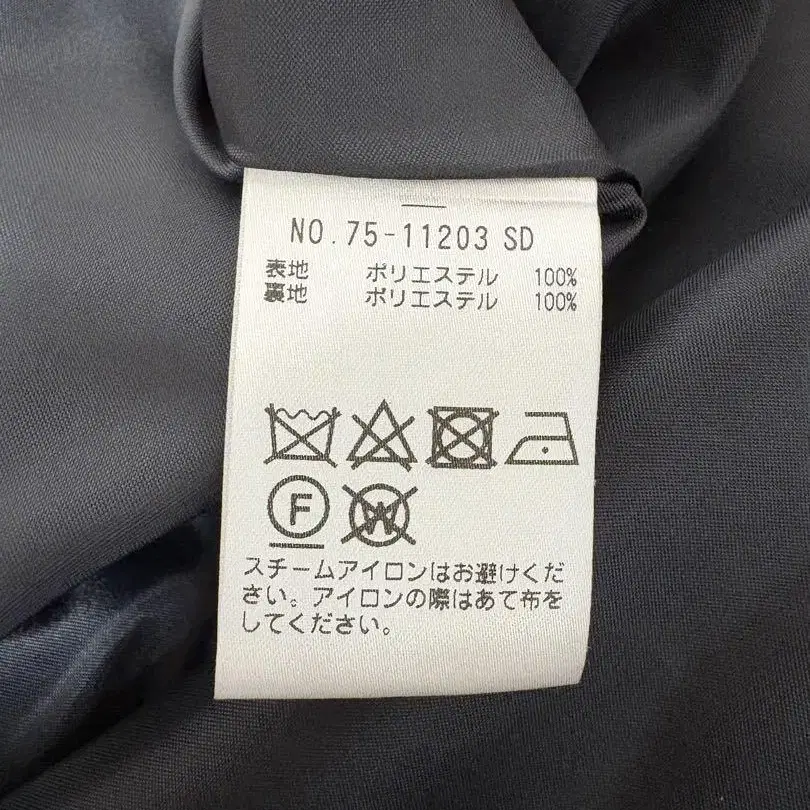 NO.75-11203 SD
表地 ポリエステル 100%
裏地 ポリエステル 100%
F W
スチームアイロンはお避けくだ
さい。アイロンの際はあて布を
してください。